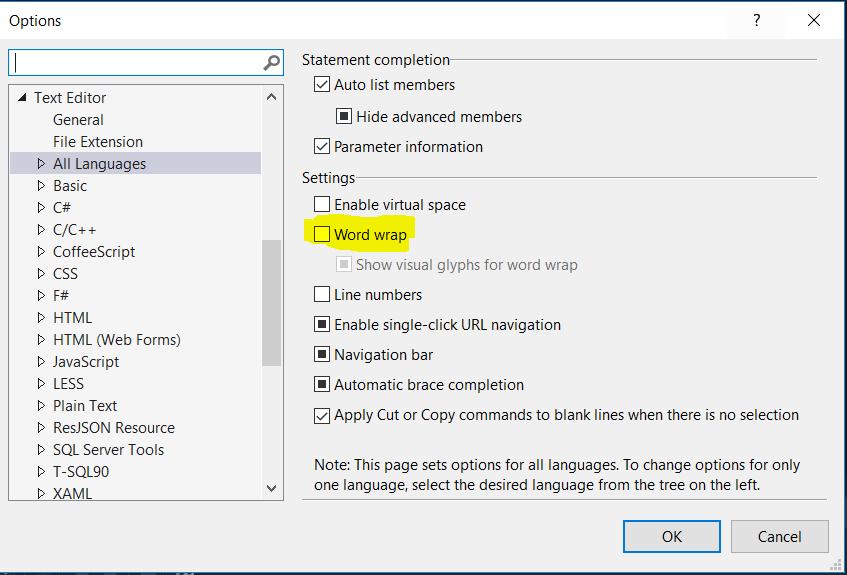 Options
?
Text Editor
General
File Extension
All Languages
Basic
C#
C/C++
CoffeeScript
CSS
F#
HTML
HTML (Web Forms)
JavaScript
LESS
Plain Text
ResJSON Resource
SQL Server Tools
T-SQL90
XAML
Statement completion
Auto list members
Hide advanced members
Parameter information
Settings
Enable virtual space
Word wrap
Show visual glyphs for word wrap
Line numbers
Enable single-click URL navigation
Navigation bar
Automatic brace completion
Apply Cut or Copy commands to blank lines when there is no selection
Note: This page sets options for all languages. To change options for only
one language, select the desired language from the tree on the left.
OK
Cancel